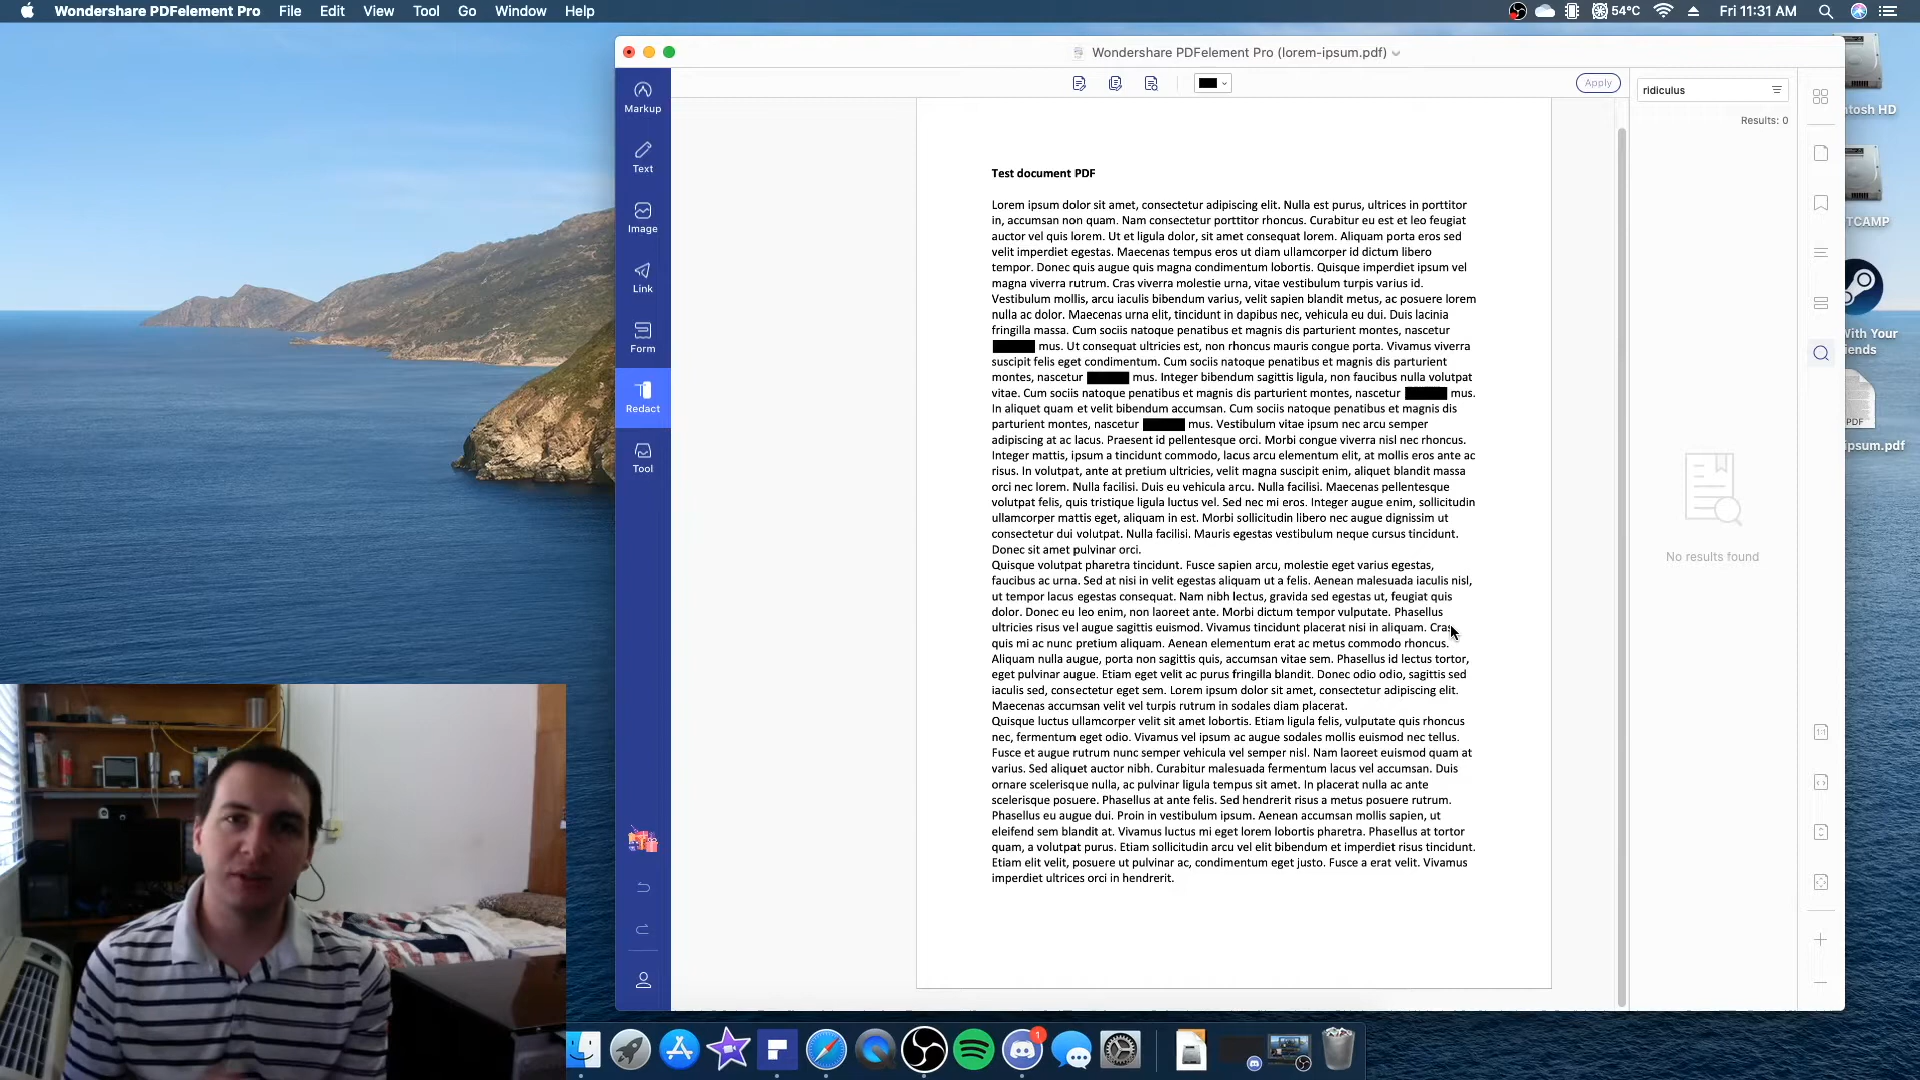 Wondershare PDFelement Pro File Edit View Tool Go Window Help
54°C Fri 11:31 AM
Wondershare PDFelement Pro (lorem-ipsum.pdf)
Markup
Text
Image
Link
Form
Redact
Tool
Apply
ridiculus
Results: 0
No results found
Test document PDF
Lorem ipsum dolor sit amet, consectetur adipiscing elit. Nulla est purus, ultrices in porttitor
in, accumsan non quam. Nam consectetur porttitor rhoncus. Curabitur eu est et leo feugiat
auctor vel quis lorem. Ut et ligula dolor, sit amet consequat lorem. Aliquam porta eros sed
velit imperdiet egestas. Maecenas tempus eros ut diam ullamcorper id dictum libero
tempor. Donec quis augue quis magna condimentum lobortis. Quisque imperdiet ipsum vel
magna viverra rutrum. Cras viverra molestie urna, vitae vestibulum turpis varius id.
Vestibulum mollis, arcu iaculis bibendum varius, velit sapien blandit metus, ac posuere lorem
nulla ac dolor. Maecenas urna elit, tincidunt in dapibus nec, vehicula eu dui. Duis lacinia
fringilla massa. Cum sociis natoque penatibus et magnis dis parturient montes, nascetur
mus. Ut consequat ultricies est, non rhoncus mauris congue porta. Vivamus viverra
suscipit felis eget condimentum. Cum sociis natoque penatibus et magnis dis parturient
montes, nascetur mus. Integer bibendum sagittis ligula, non faucibus nulla volutpat
vitae. Cum sociis natoque penatibus et magnis dis parturient montes, nascetur mus.
In aliquet quam et velit bibendum accumsan. Cum sociis natoque penatibus et magnis dis
parturient montes, nascetur mus. Vestibulum vitae ipsum nec arcu semper
adipiscing at ac lacus. Praesent id pellentesque orci. Morbi congue viverra nisl nec rhoncus.
Integer mattis, ipsum a tincidunt commodo, lacus arcu elementum elit, at mollis eros ante ac
risus. In volutpat, ante at pretium ultricies, velit magna suscipit enim, aliquet blandit massa
orci nec lorem. Nulla facilisi. Duis eu vehicula arcu. Nulla facilisi. Maecenas pellentesque
volutpat felis, quis tristique ligula luctus vel. Sed nec mi eros. Integer augue enim, sollicitudin
ullamcorper mattis eget, aliquam in est. Morbi sollicitudin libero nec augue dignissim ut
consectetur dui volutpat. Nulla facilisi. Mauris egestas vestibulum neque cursus tincidunt.
Donec sit amet pulvinar orci.
Quisque volutpat pharetra tincidunt. Fusce sapien arcu, molestie eget varius egestas,
faucibus ac urna. Sed at nisi in velit egestas aliquam ut a felis. Aenean malesuada iaculis nisl,
ut tempor lacus egestas consequat. Nam nibh lectus, gravida sed egestas ut, feugiat quis
dolor. Donec eu leo enim, non laoreet ante. Morbi dictum tempor vulputate. Phasellus
ultricies risus vel augue sagittis euismod. Vivamus tincidunt placerat nisi in aliquam. Cras
quis mi ac nunc pretium aliquam. Aenean elementum erat ac metus commodo rhoncus.
Aliquam nulla augue, porta non sagittis quis, accumsan vitae sem. Phasellus id lectus tortor,
eget pulvinar augue. Etiam eget velit ac purus fringilla blandit. Donec odio odio, sagittis sed
iaculis sed, consectetur eget sem. Lorem ipsum dolor sit amet, consectetur adipiscing elit.
Maecenas accumsan velit vel turpis rutrum in sodales diam placerat.
Quisque luctus ullamcorper velit sit amet lobortis. Etiam ligula felis, vulputate quis rhoncus
nec, fermentum eget odio. Vivamus vel ipsum ac augue sodales mollis euismod nec tellus.
Fusce et augue rutrum nunc semper vehicula vel semper nisl. Nam laoreet euismod quam at
varius. Sed aliquet auctor nibh. Curabitur malesuada fermentum lacus vel accumsan. Duis
ornare scelerisque nulla, ac pulvinar ligula tempus sit amet. In placerat nulla ac ante
scelerisque posuere. Phasellus at ante felis. Sed hendrerit risus a metus posuere rutrum.
Phasellus eu augue dui. Proin in vestibulum ipsum. Aenean accumsan mollis sapien, ut
eleifend sem blandit at. Vivamus luctus mi eget lorem lobortis pharetra. Phasellus at tortor
quam, a volutpat purus. Etiam sollicitudin arcu vel elit bibendum et imperdiet risus tincidunt.
Etiam elit velit, posuere ut pulvinar ac, condimentum eget justo. Fusce a erat velit. Vivamus
imperdiet ultrices orci in hendrerit.
tosh HD
TCAMP
With Your
iends
PDF
ipsum.pdf
1